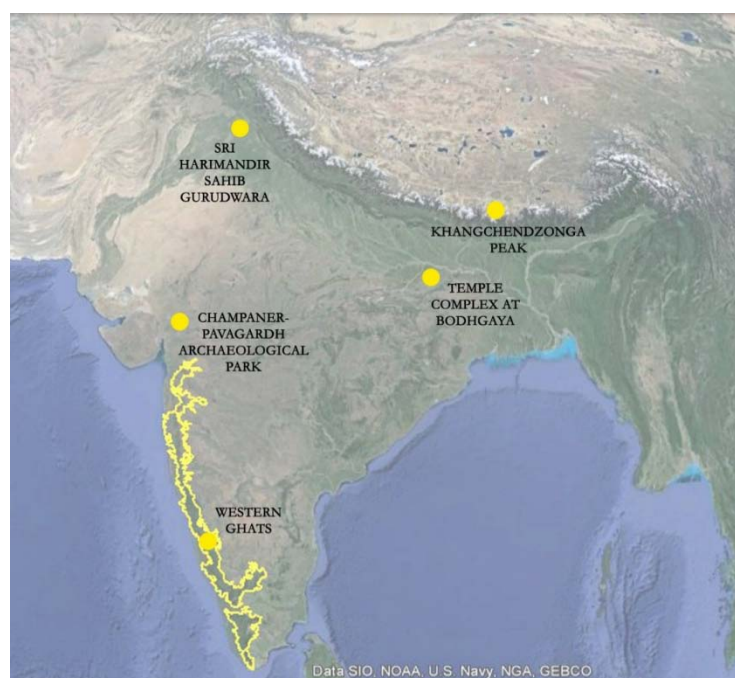 SRI
HARIMANDIR
SAHIB
GURUDWARA
KHANGCHENDZONGA
PEAK
TEMPLE
COMPLEX AT
BODHGAYA
CHAMPANER-
PAVAGARDH
ARCHAEOLOGICAL
PARK
WESTERN
GHATS
Data SIO, NOAA, U.S. Navy, NGA, GEBCO